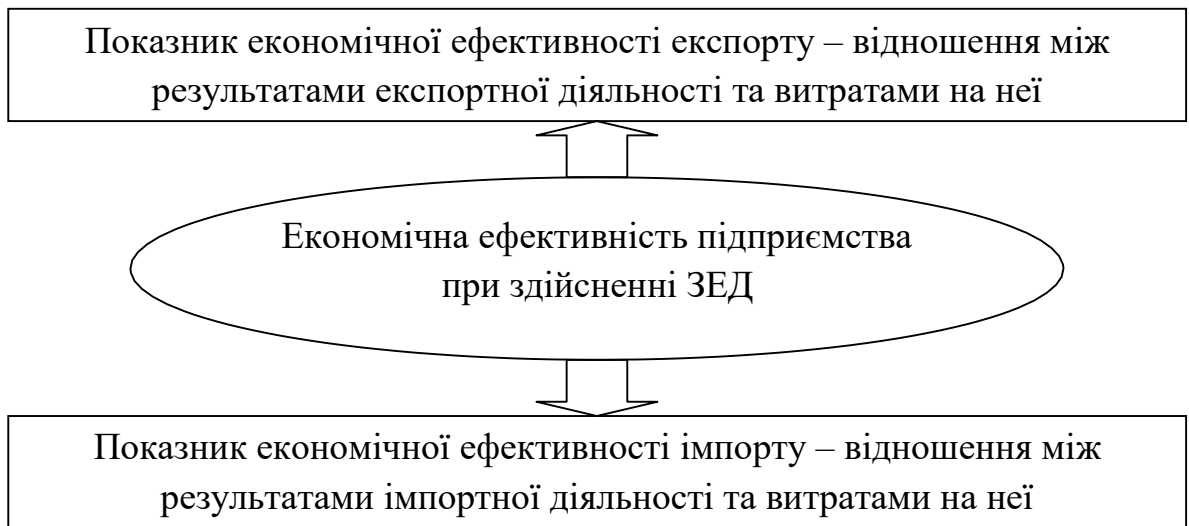 Показник економічної ефективності експорту – відношення між
результатами експортної діяльності та витратами на неї
Економічна ефективність підприємства
при здійсненні ЗЕД
Показник економічної ефективності імпорту – відношення між
результатами імпортної діяльності та витратами на неї